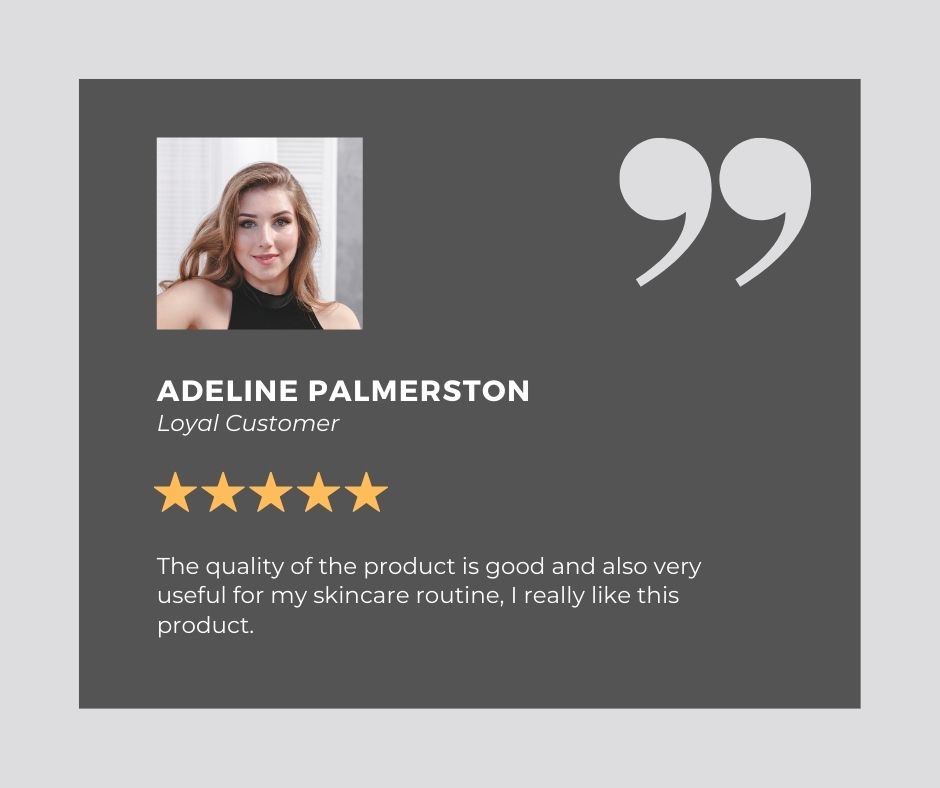 ADELINE PALMERSTON
Loyal Customer
The quality of the product is good and also very
useful for my skincare routine, I really like this
product.